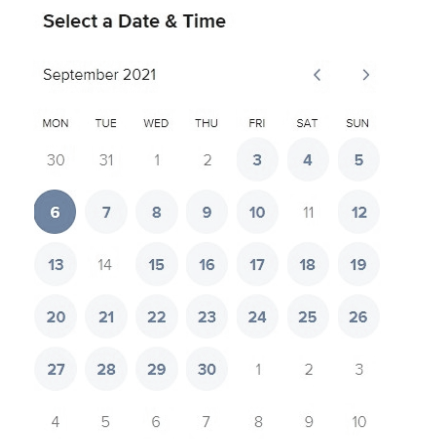 Select a Date & Time
September 2021
MON TUE WED THU FRI SAT SUN
30 31 1 2 3 4 5
6 7 8 9 10 11 12
13 14 15 16 17 18 19
20 21 22 23 24 25 26
27 28 29 30 1 2 3
4 5 6 7 8 9 10